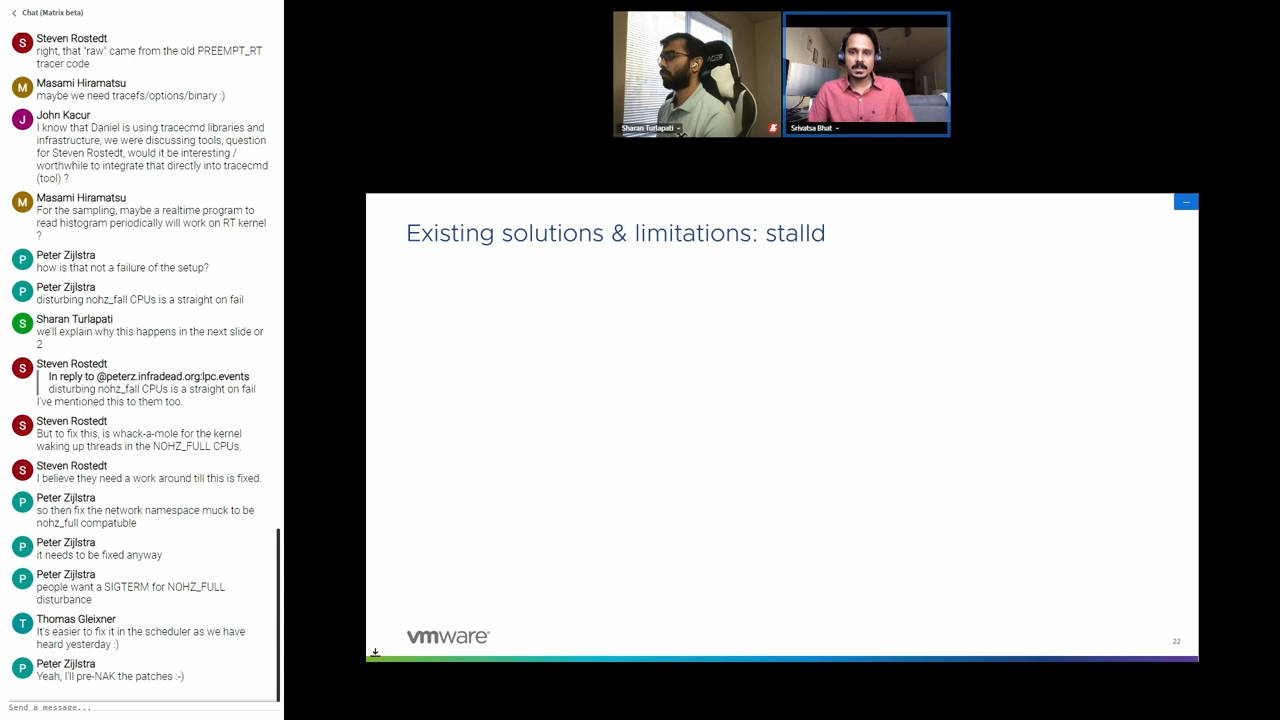 Chat (Matrix beta)
S
Steven Rostedt
right, that "raw" came from the old PREEMPT_RT
tracer code
M
Masami Hiramatsu
maybe we need tracefs/options/binary :)
J
John Kacur
I know that Daniel is using tracecmd libraries and
infrastructure, we were discussing tools, question
for Steven Rostedt, would it be interesting /
worthwhile to integrate that directly into tracecmd
(tool) ?
M
Masami Hiramatsu
For the sampling, maybe a realtime program to
read histogram periodically will work on RT kernel
?
P
Peter Zijlstra
how is that not a failure of the setup?
P
Peter Zijlstra
disturbing nohz_fall CPUs is a straight on fail
S
Sharan Turlapati
we'll explain why this happens in the next slide or
2
S
Steven Rostedt
In reply to @peterz.infradead.org:lpc.events
disturbing nohz_fall CPUs is a straight on fail
I've mentioned this to them too.
S
Steven Rostedt
But to fix this, is whack-a-mole for the kernel
waking up threads in the NOHZ_FULL CPUs.
S
Steven Rostedt
I believe they need a work around till this is fixed.
P
Peter Zijlstra
so then fix the network namespace muck to be
nohz_full compatuble
P
Peter Zijlstra
it needs to be fixed anyway
P
Peter Zijlstra
people want a SIGTERM for NOHZ_FULL
disturbance
T
Thomas Gleixner
It's easier to fix it in the scheduler as we have
heard yesterday :)
P
Peter Zijlstra
Yeah, I'll pre-NAK the patches :-)
Send a message...
Sharan Turlapati
Srivatsa Bhat
Existing solutions & limitations: stalld
vmware
22